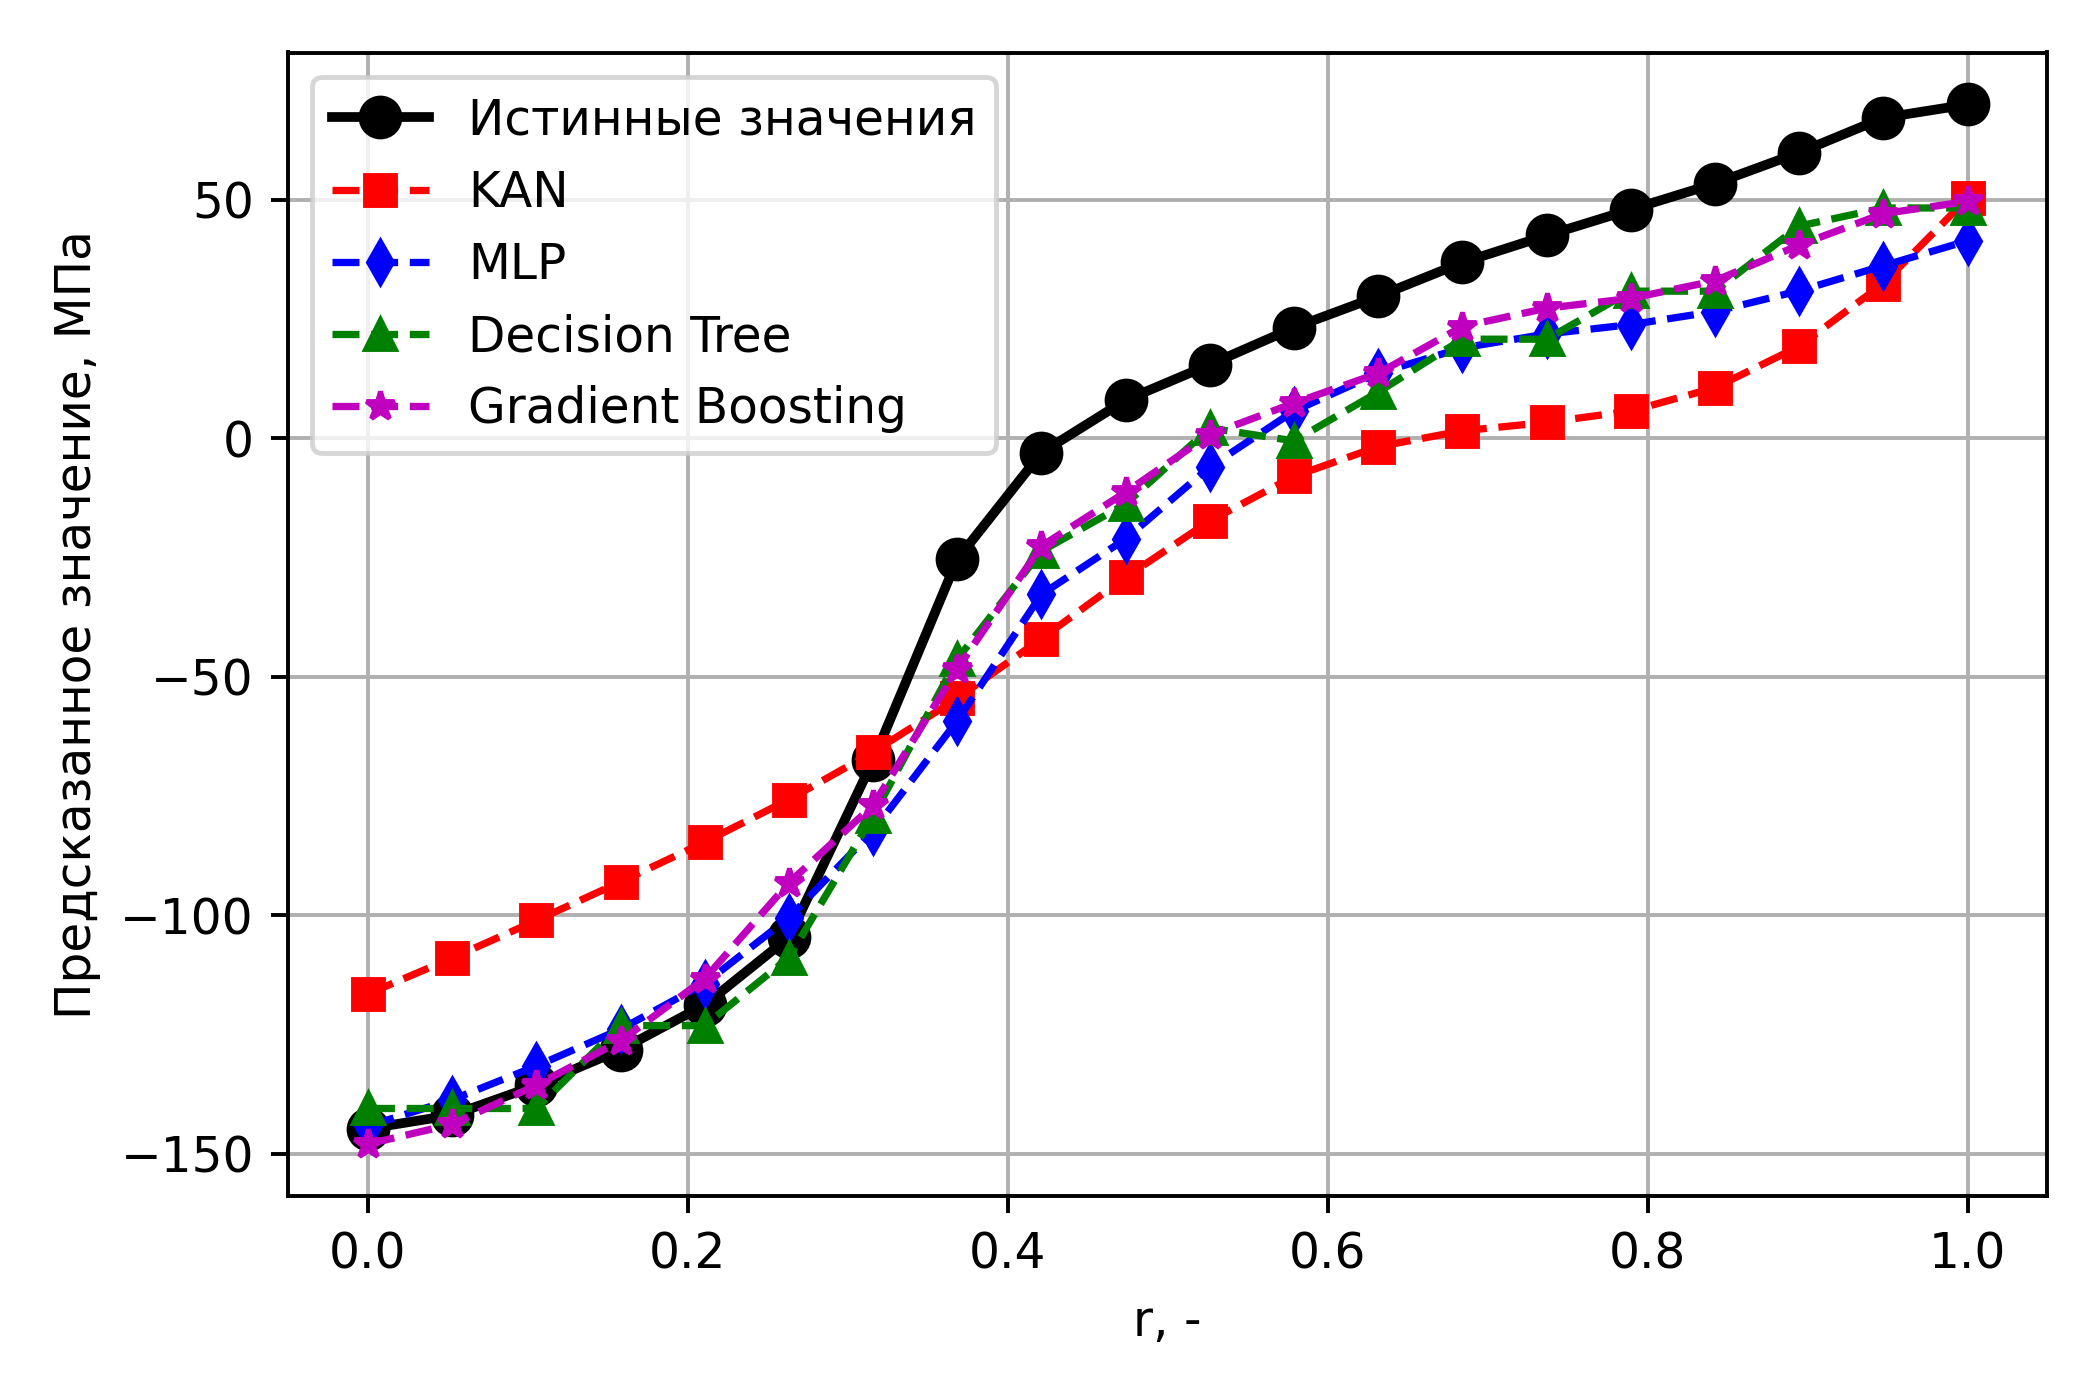 Истинные значения
KAN
MLP
Decision Tree
Gradient Boosting
Предсказанное значение, МПа
50
0
−50
−100
−150
0.0 0.2 0.4 0.6 0.8 1.0
r, -